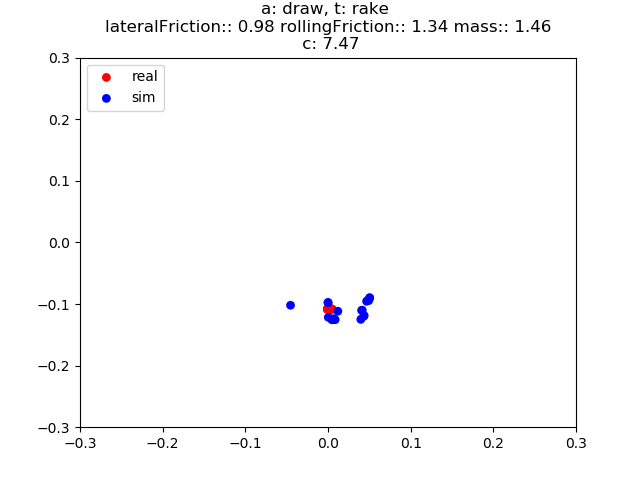 a: draw, t: rake
lateralFriction:: 0.98 rollingFriction:: 1.34 mass:: 1.46
c: 7.47
real
sim
0.3
0.2
0.1
0.0
−0.1
−0.2
−0.3
−0.3 −0.2 −0.1 0.0 0.1 0.2 0.3